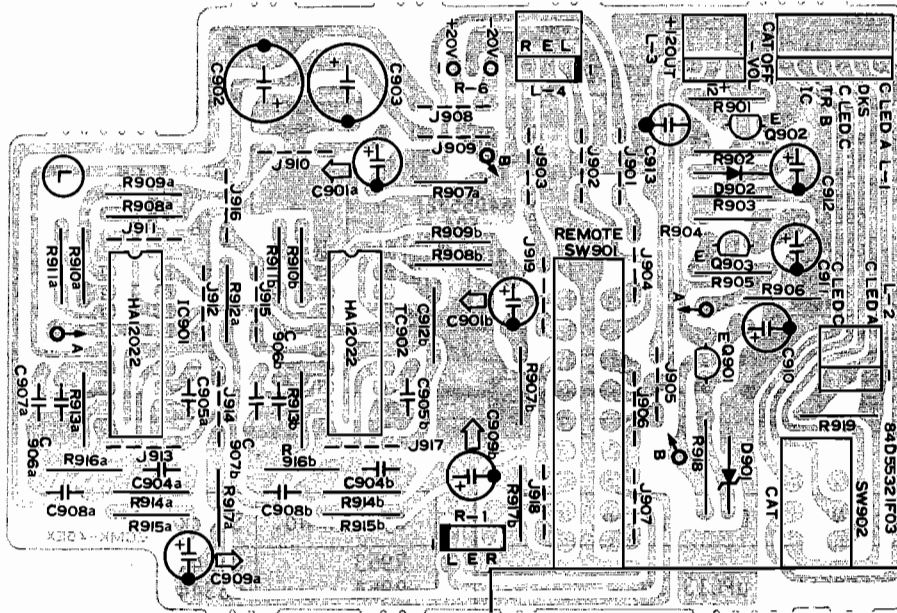 C902
C903
+20V
-20V
R-6
J908
J909
B
R E L
L-4
+120UT
L-3
CAT-OFF
-VOL
12
C LED A L-1
DKS
C LED C
TR B
IC
R901
E
Q902
R902
D902
R903
C913
C912
J910
C901a
R907a
J903
J902
J901
L
R909a
R908a
J911
J916
R909b
R908b
J919
REMOTE
SW901
R904
E
Q903
R905
R906
C911
C LED C
C LED A
L-2
R911a
R910a
HA12022
IC901
J912
R912a
J915
R911b
R910b
HA12022
C912b
C901b
J904
A
A
C910
E
Q901
C907a
C906a
R913a
C905a
J914
C907b
C906b
R913b
C905b
J917
C909b
R907b
J905
J906
B
R918
D901
R919
84D55321F03
R916a
J913
C904a
R914a
R915a
C908a
R917a
R916b
C904b
R914b
R915b
C908b
R917b
J918
J907
CAT
SW902
R-1
L E R
C909a